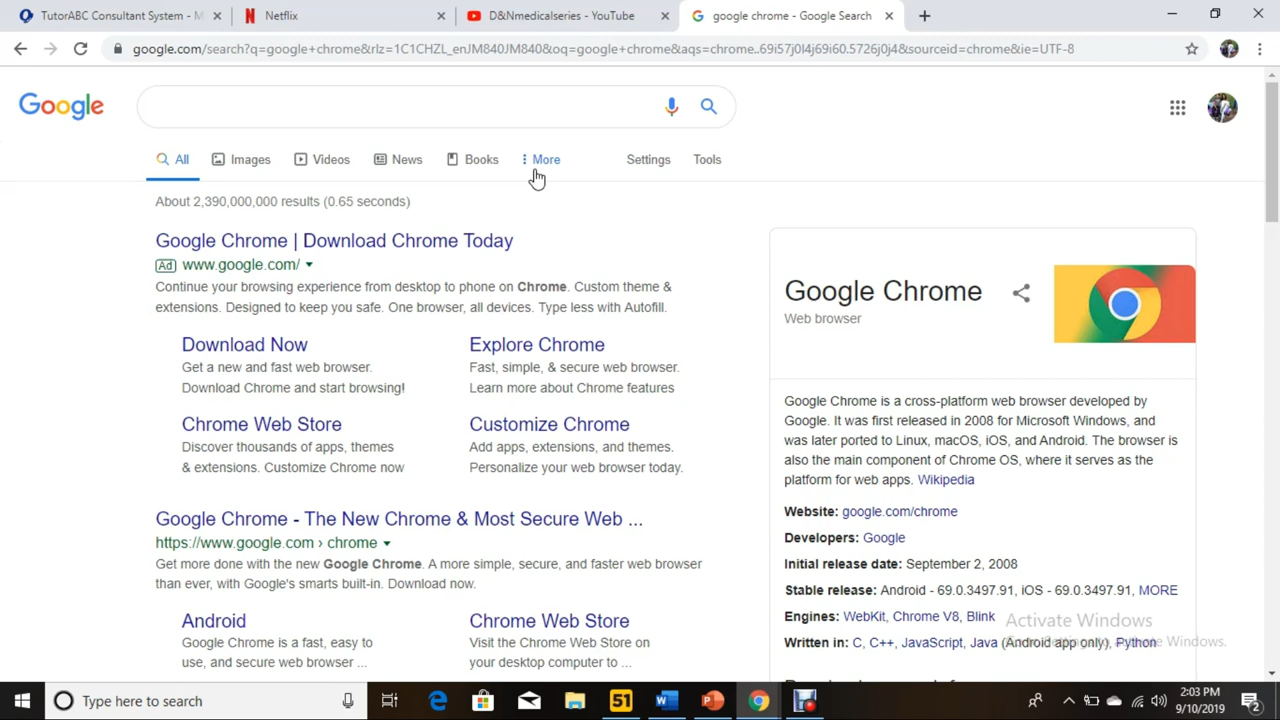 TutorABC Consultant System - M
Netflix
D&Nmedicalseries - YouTube
google chrome - Google Search
google.com/search?q=google+chrome&rlz=1C1CHZL_enJM840JM840&oq=google+chrome&aqs=chrome..69i57j0l4j69i60.5726j0j4&sourceid=chrome&ie=UTF-8
Google
All
Images
Videos
News
Books
More
Settings
Tools
About 2,390,000,000 results (0.65 seconds)
Google Chrome | Download Chrome Today
Ad www.google.com/
Continue your browsing experience from desktop to phone on Chrome. Custom theme &
extensions. Designed to keep you safe. One browser, all devices. Type less with Autofill.
Download Now
Get a new and fast web browser.
Download Chrome and start browsing!
Explore Chrome
Fast, simple, & secure web browser.
Learn more about Chrome features
Chrome Web Store
Discover thousands of apps, themes
& extensions. Customize Chrome now
Customize Chrome
Add apps, extensions, and themes.
Personalize your web browser today.
Google Chrome - The New Chrome & Most Secure Web ...
https://www.google.com › chrome
Get more done with the new Google Chrome. A more simple, secure, and faster web browser
than ever, with Google's smarts built-in. Download now.
Android
Google Chrome is a fast, easy to
use, and secure web browser ...
Chrome Web Store
Visit the Chrome Web Store on
your desktop computer to ...
Google Chrome
Web browser
Google Chrome is a cross-platform web browser developed by
Google. It was first released in 2008 for Microsoft Windows, and
was later ported to Linux, macOS, iOS, and Android. The browser is
also the main component of Chrome OS, where it serves as the
platform for web apps. Wikipedia
Website: google.com/chrome
Developers: Google
Initial release date: September 2, 2008
Stable release: Android - 69.0.3497.91, iOS - 69.0.3497.91, MORE
Engines: WebKit, Chrome V8, Blink
Written in: C, C++, JavaScript, Java (Android app only), Python
Activate Windows
Windows.
Type here to search
51
2:03 PM
9/10/2019
2